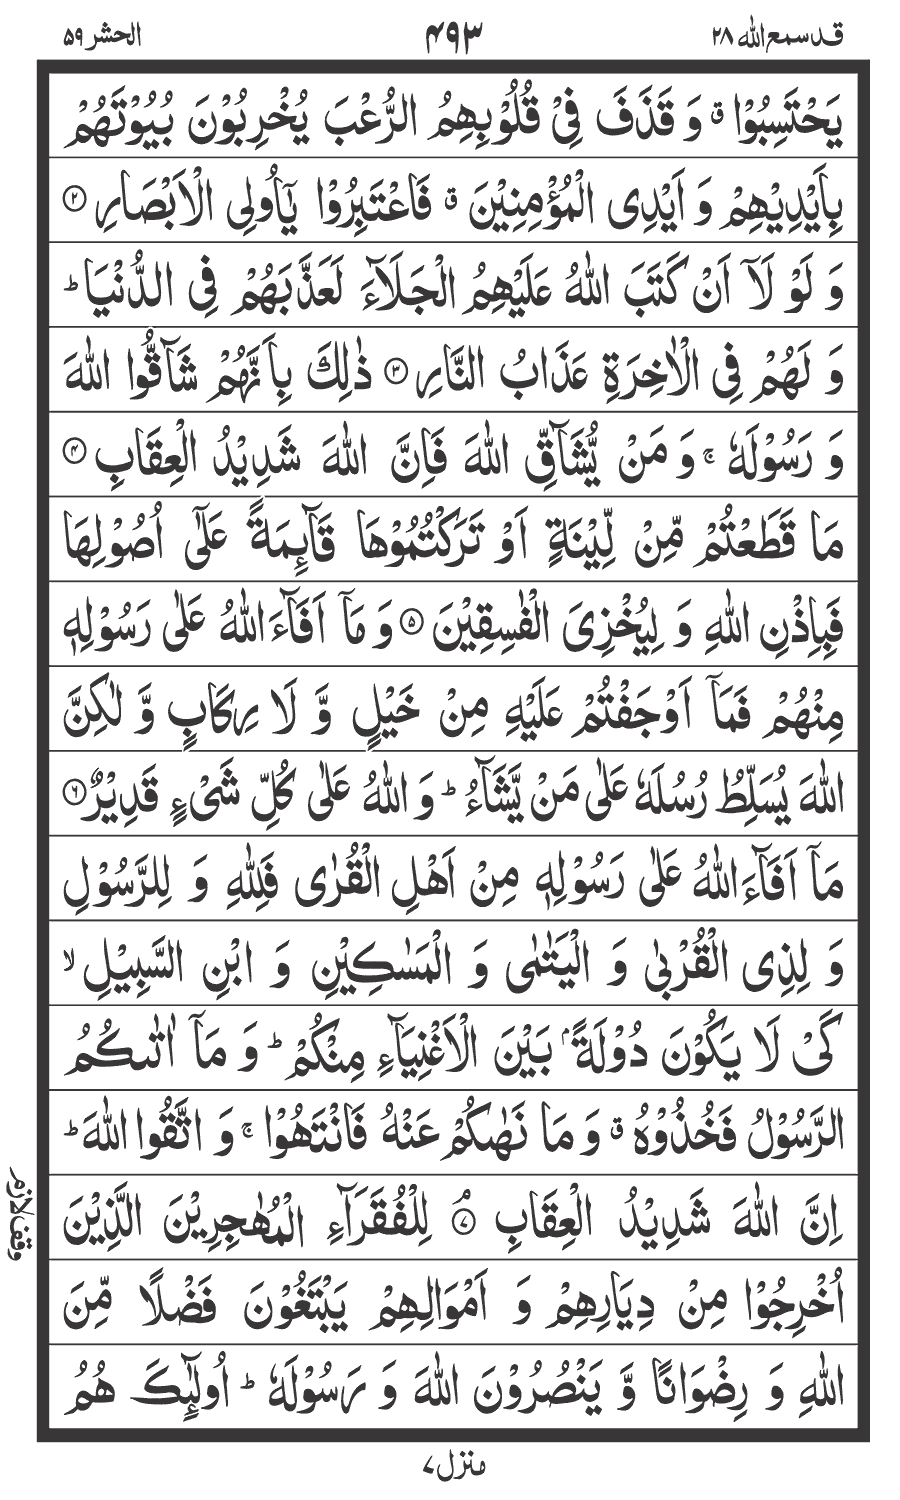 قد سمع الله ۲۸ ۴۹۳ الحشر ۵۹
يَحْتَسِبُوْا ۗ وَ قَذَفَ فِيْ قُلُوْبِهِمُ الرُّعْبَ يُخْرِبُوْنَ بُيُوْتَهُمْ
بِاَيْدِيْهِمْ وَ اَيْدِی الْمُؤْمِنِيْنَ ۗ فَاعْتَبِرُوْا يٰۤاُولِی الْاَبْصَارِ ۲
وَ لَوْ لَاۤ اَنْ كَتَبَ اللّٰهُ عَلَيْهِمُ الْجَلَآءَ لَعَذَّبَهُمْ فِی الدُّنْيَا ؕ
وَ لَهُمْ فِی الْاٰخِرَةِ عَذَابُ النَّارِ ۳ ذٰلِكَ بِاَنَّهُمْ شَآقُّوا اللّٰهَ
وَ رَسُوْلَهٗ ۚ وَ مَنْ يُّشَآقِّ اللّٰهَ فَاِنَّ اللّٰهَ شَدِيْدُ الْعِقَابِ ۴
مَا قَطَعْتُمْ مِّنْ لِّيْنَةٍ اَوْ تَرَكْتُمُوْهَا قَآىِٕمَةً عَلٰۤى اُصُوْلِهَا
فَبِاِذْنِ اللّٰهِ وَ لِيُخْزِیَ الْفٰسِقِيْنَ ۵ وَ مَاۤ اَفَآءَ اللّٰهُ عَلٰى رَسُوْلِهٖ
مِنْهُمْ فَمَاۤ اَوْجَفْتُمْ عَلَيْهِ مِنْ خَيْلٍ وَّ لَا رِكَابٍ وَّ لٰكِنَّ
اللّٰهَ يُسَلِّطُ رُسُلَهٗ عَلٰى مَنْ يَّشَآءُ ؕ وَ اللّٰهُ عَلٰى كُلِّ شَیْءٍ قَدِيْرٌ ۶
مَاۤ اَفَآءَ اللّٰهُ عَلٰى رَسُوْلِهٖ مِنْ اَهْلِ الْقُرٰى فَلِلّٰهِ وَ لِلرَّسُوْلِ
وَ لِذِی الْقُرْبٰى وَ الْيَتٰمٰى وَ الْمَسٰكِيْنِ وَ ابْنِ السَّبِيْلِ ۙ
كَیْ لَا يَكُوْنَ دُوْلَةًۢ بَيْنَ الْاَغْنِيَآءِ مِنْكُمْ ؕ وَ مَاۤ اٰتٰىكُمُ
الرَّسُوْلُ فَخُذُوْهُ ۗ وَ مَا نَهٰىكُمْ عَنْهُ فَانْتَهُوْا ۚ وَ اتَّقُوا اللّٰهَ ؕ
اِنَّ اللّٰهَ شَدِيْدُ الْعِقَابِ ۷ۘ لِلْفُقَرَآءِ الْمُهٰجِرِيْنَ الَّذِيْنَ
وقف لازم
اُخْرِجُوْا مِنْ دِيَارِهِمْ وَ اَمْوَالِهِمْ يَبْتَغُوْنَ فَضْلًا مِّنَ
اللّٰهِ وَ رِضْوَانًا وَّ يَنْصُرُوْنَ اللّٰهَ وَ رَسُوْلَهٗ ؕ اُولٰٓىِٕكَ هُمُ
منزل ۷